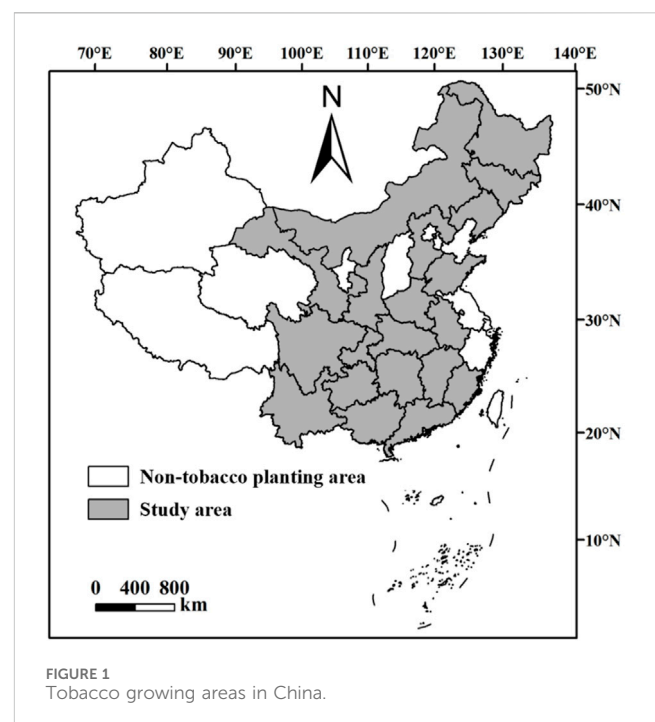 70°E 80°E 90°E 100°E 110°E 120°E 130°E 140°E
N
50°N
40°N
30°N
20°N
10°N
Non-tobacco planting area
Study area
0 400 800
km
FIGURE 1
Tobacco growing areas in China.